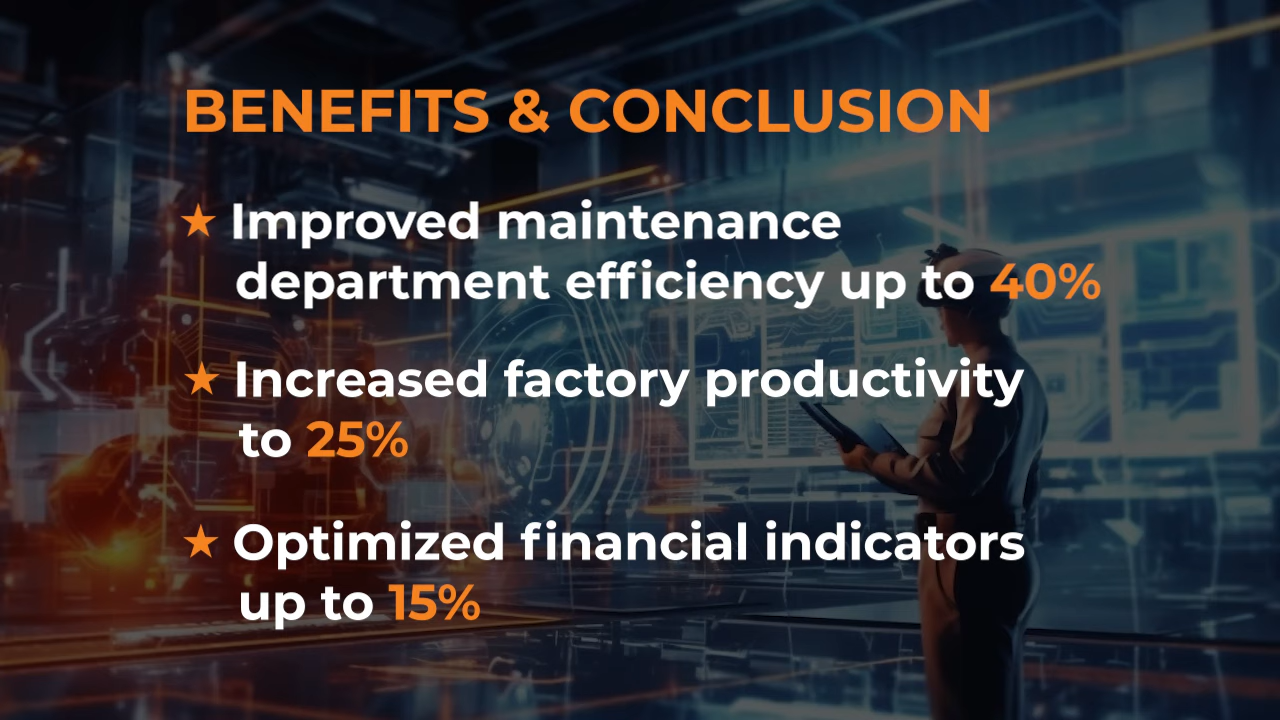 BENEFITS & CONCLUSION
★ Improved maintenance
department efficiency up to 40%
★ Increased factory productivity
to 25%
★ Optimized financial indicators
up to 15%